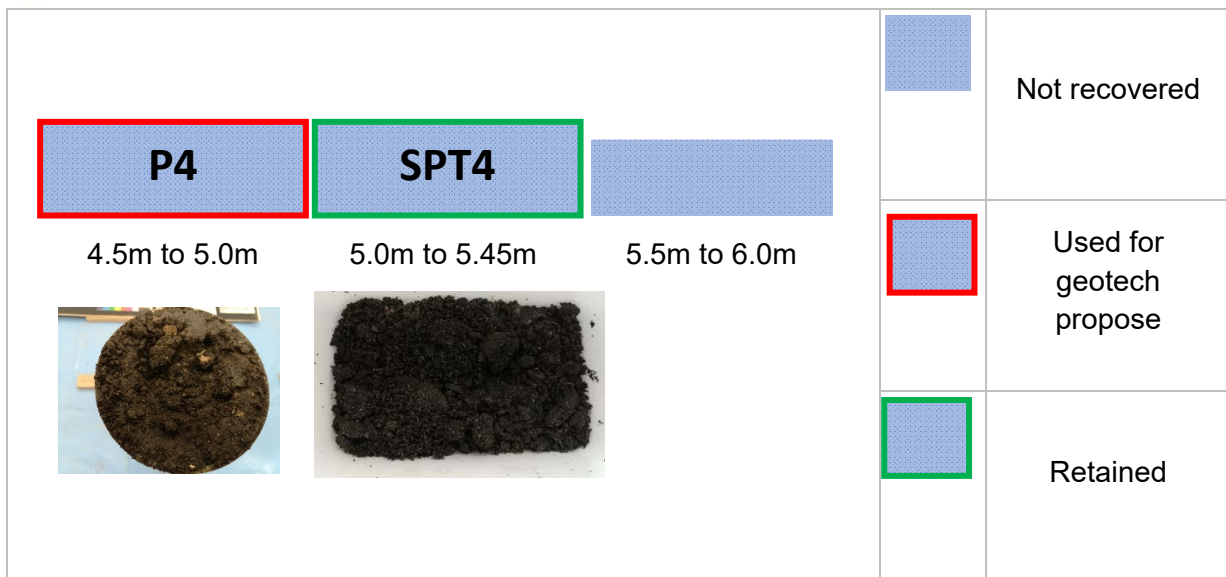 P4
SPT4
4.5m to 5.0m
5.0m to 5.45m
5.5m to 6.0m
Not recovered
Used for
geotech
propose
Retained